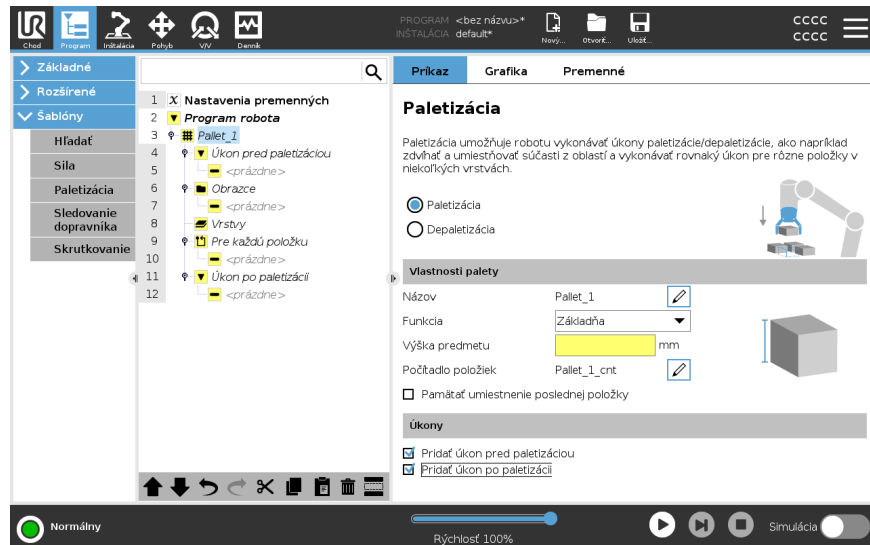 UR
PROGRAM <bez názvu>*
INŠTALÁCIA default*
cccc
cccc
Chod
Program
Inštalácia
Pohyb
V/V
Denník
Nový...
Otvoriť...
Uložiť...
Základné
Rozšírené
Šablóny
Hľadať
Sila
Paletizácia
Sledovanie
dopravníka
Skrutkovanie
1 X Nastavenia premenných
2 Program robota
3 Pallet_1
4 Úkon pred paletizáciou
5 <prázdne>
6 Obrazce
7 <prázdne>
8 Vrstvy
9 Pre každú položku
10 <prázdne>
11 Úkon po paletizácii
12 <prázdne>
Príkaz
Grafika
Premenné
Paletizácia
Paletizácia umožňuje robotu vykonávať úkony paletizácie/depaletizácie, ako napríklad
zdvíhať a umiestňovať súčasti z oblastí a vykonávať rovnaký úkon pre rôzne položky v
niekoľkých vrstvách.
Paletizácia
Depaletizácia
Vlastnosti palety
Názov Pallet_1
Funkcia Základňa
Výška predmetu mm
Počítadlo položiek Pallet_1_cnt
Pamätať umiestnenie poslednej položky
Úkony
Pridať úkon pred paletizáciou
Pridať úkon po paletizácii
Normálny
Rýchlosť 100%
Simulácia